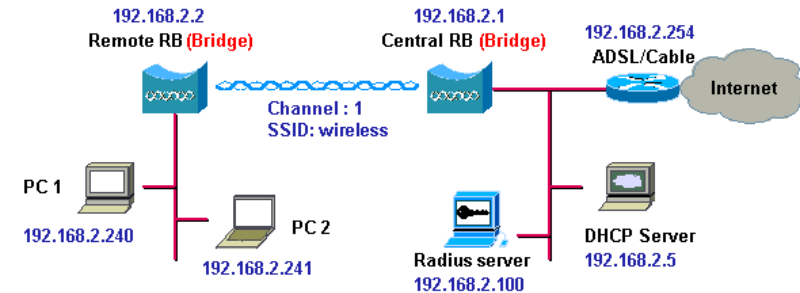 192.168.2.2
Remote RB (Bridge)
192.168.2.1
Central RB (Bridge)
192.168.2.254
ADSL/Cable
Internet
Channel : 1
SSID: wireless
PC 1
192.168.2.240
PC 2
192.168.2.241
Radius server
192.168.2.100
DHCP Server
192.168.2.5